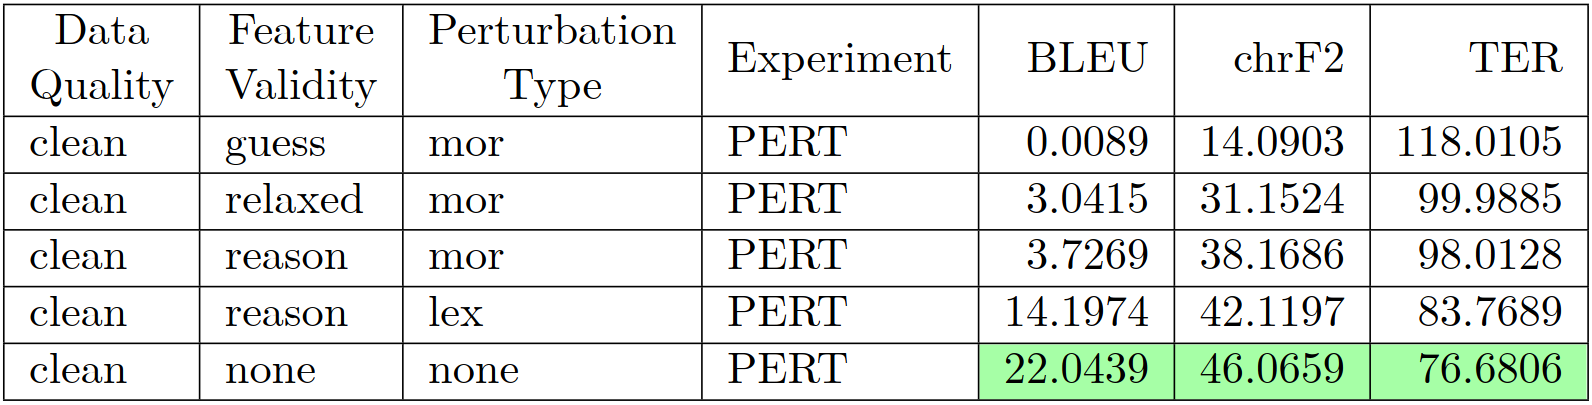 Data Quality Feature Validity Perturbation Type Experiment BLEU chrF2 TER
clean guess mor PERT 0.0089 14.0903 118.0105
clean relaxed mor PERT 3.0415 31.1524 99.9885
clean reason mor PERT 3.7269 38.1686 98.0128
clean reason lex PERT 14.1974 42.1197 83.7689
clean none none PERT 22.0439 46.0659 76.6806